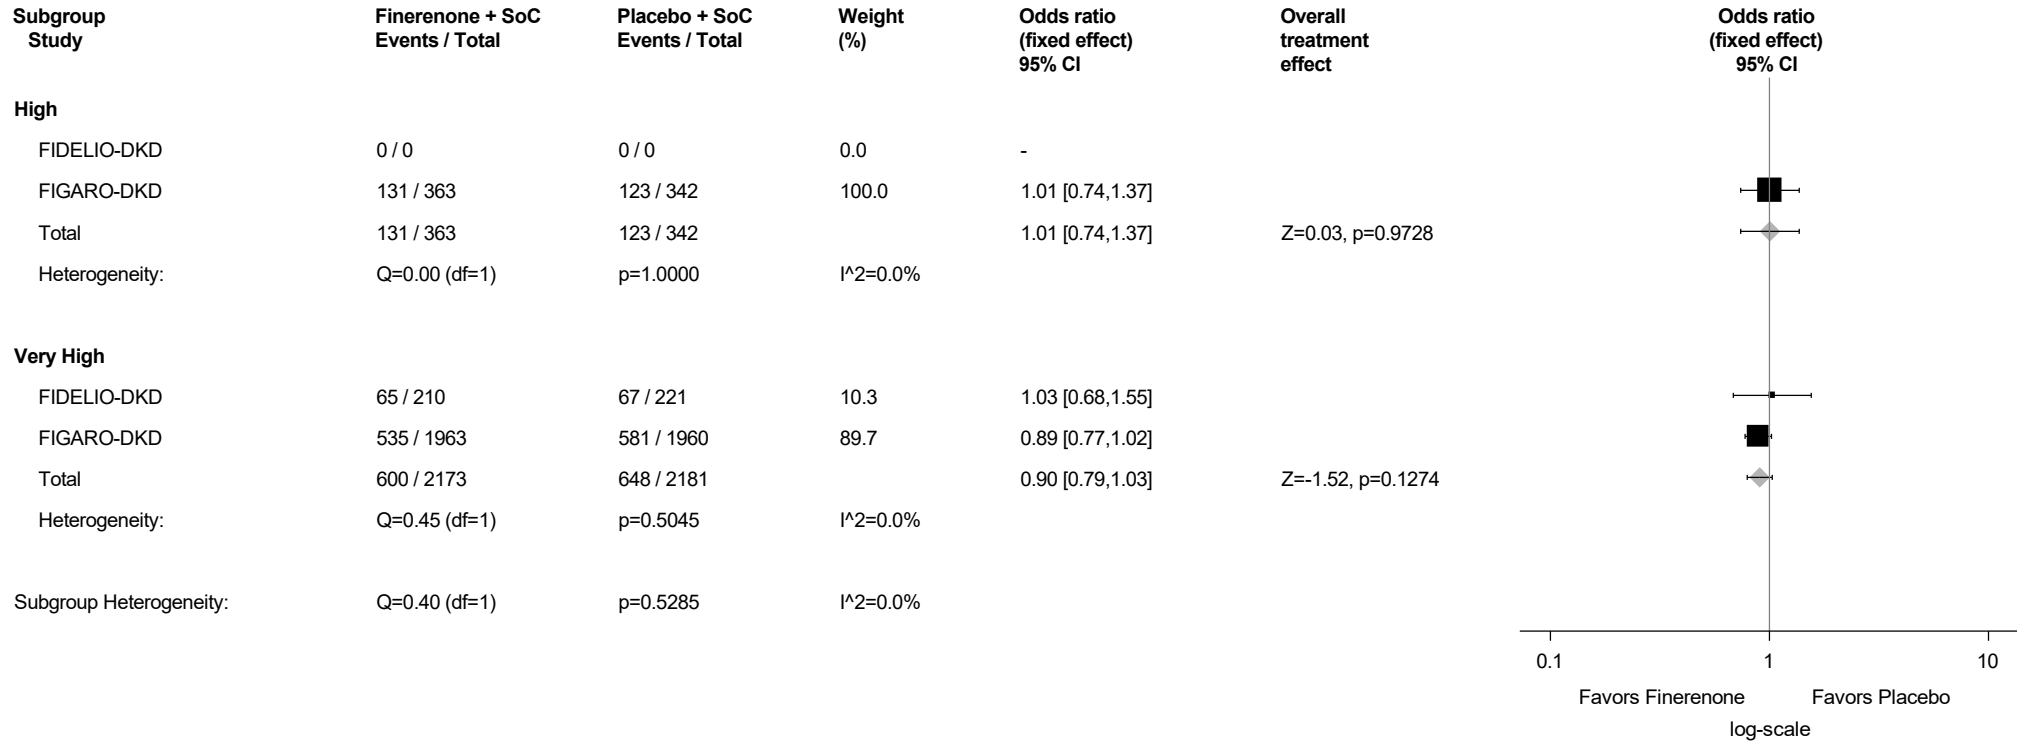 Subgroup Finerenone + SoC Placebo + SoC Weight Odds ratio Overall Odds ratio
Study Events / Total Events / Total (%) (fixed effect) treatment (fixed effect)
95% CI effect 95% CI
High
FIDELIO-DKD 0 / 0 0 / 0 0.0 -
FIGARO-DKD 131 / 363 123 / 342 100.0 1.01 [0.74,1.37]
Total 131 / 363 123 / 342 1.01 [0.74,1.37] Z=0.03, p=0.9728
Heterogeneity: Q=0.00 (df=1) p=1.0000 I^2=0.0%
Very High
FIDELIO-DKD 65 / 210 67 / 221 10.3 1.03 [0.68,1.55]
FIGARO-DKD 535 / 1963 581 / 1960 89.7 0.89 [0.77,1.02]
Total 600 / 2173 648 / 2181 0.90 [0.79,1.03] Z=-1.52, p=0.1274
Heterogeneity: Q=0.45 (df=1) p=0.5045 I^2=0.0%
Subgroup Heterogeneity: Q=0.40 (df=1) p=0.5285 I^2=0.0%
0.1 1 10
Favors Finerenone Favors Placebo
log-scale